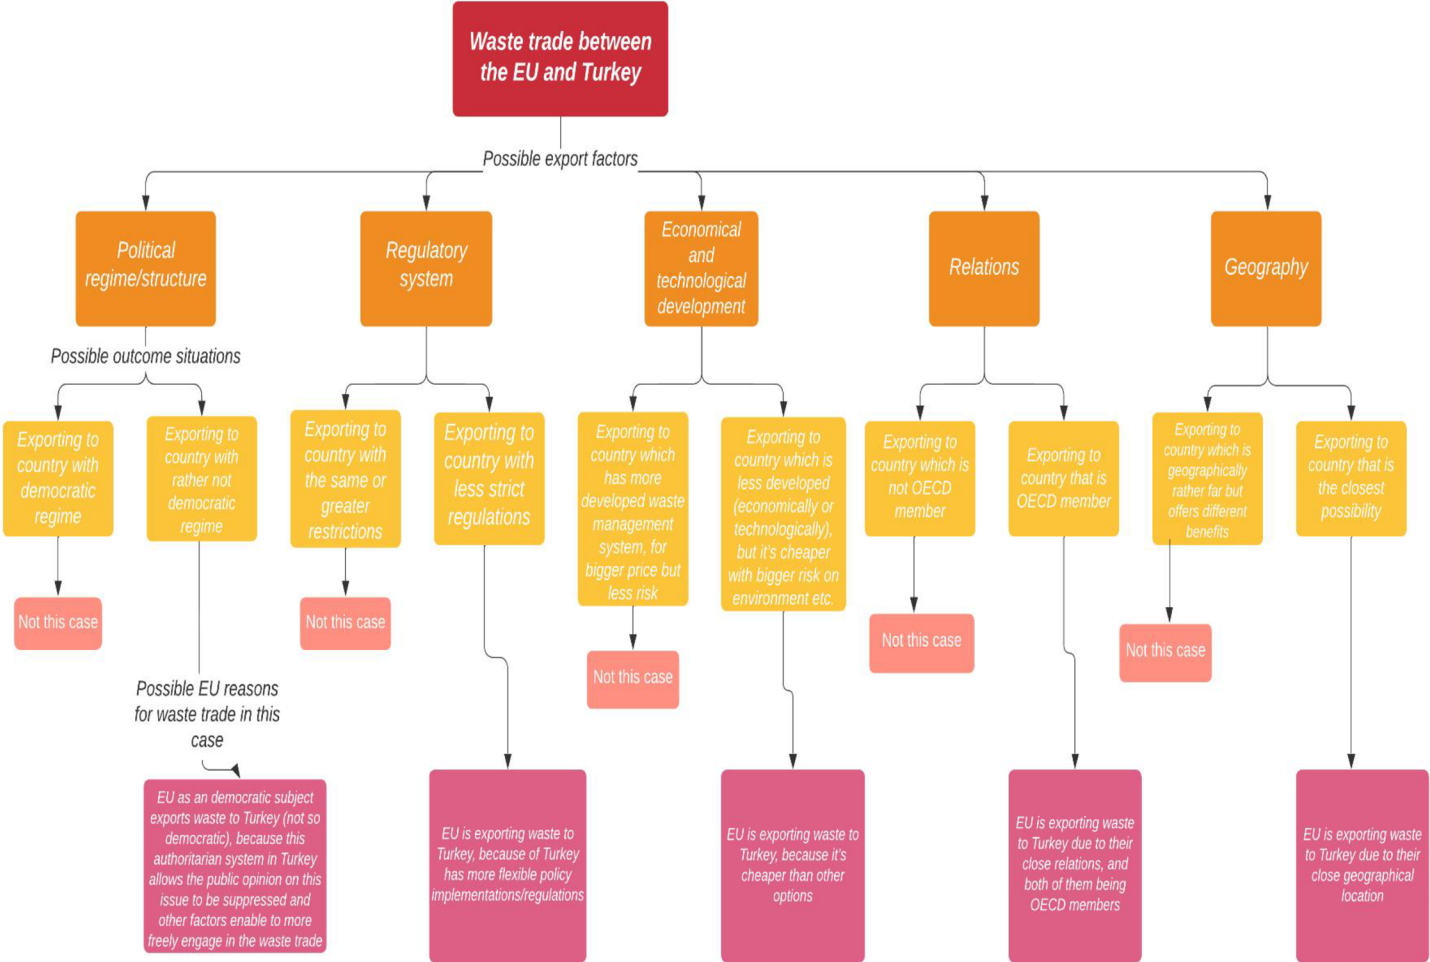 Waste trade between
the EU and Turkey
Possible export factors
Political
regime/structure
Regulatory
system
Economical
and
technological
development
Relations
Geography
Possible outcome situations
Exporting to
country with
democratic
regime
Exporting to
country with
rather not
democratic
regime
Exporting to
country with
the same or
greater
restrictions
Exporting to
country with
less strict
regulations
Exporting to
country which
has more
developed waste
management
system, for
bigger price but
less risk
Exporting to
country which is
less developed
(economically or
technologically),
but it's cheaper
with bigger risk on
environment etc.
Exporting to
country which is
not OECD
member
Exporting to
country that is
OECD member
Exporting to
country which is
geographically
rather far but
offers different
benefits
Exporting to
country that is
the closest
possibility
Not this case
Not this case
Not this case
Not this case
Not this case
Possible EU reasons
for waste trade in this
case
EU as an democratic subject
exports waste to Turkey (not so
democratic), because this
authoritarian system in Turkey
allows the public opinion on this
issue to be suppressed and
other factors enable to more
freely engage in the waste trade
EU is exporting waste to
Turkey, because of Turkey
has more flexible policy
implementations/regulations
EU is exporting waste to
Turkey, because it's
cheaper than other
options
EU is exporting waste
to Turkey due to their
close relations, and
both of them being
OECD members
EU is exporting waste
to Turkey due to their
close geographical
location